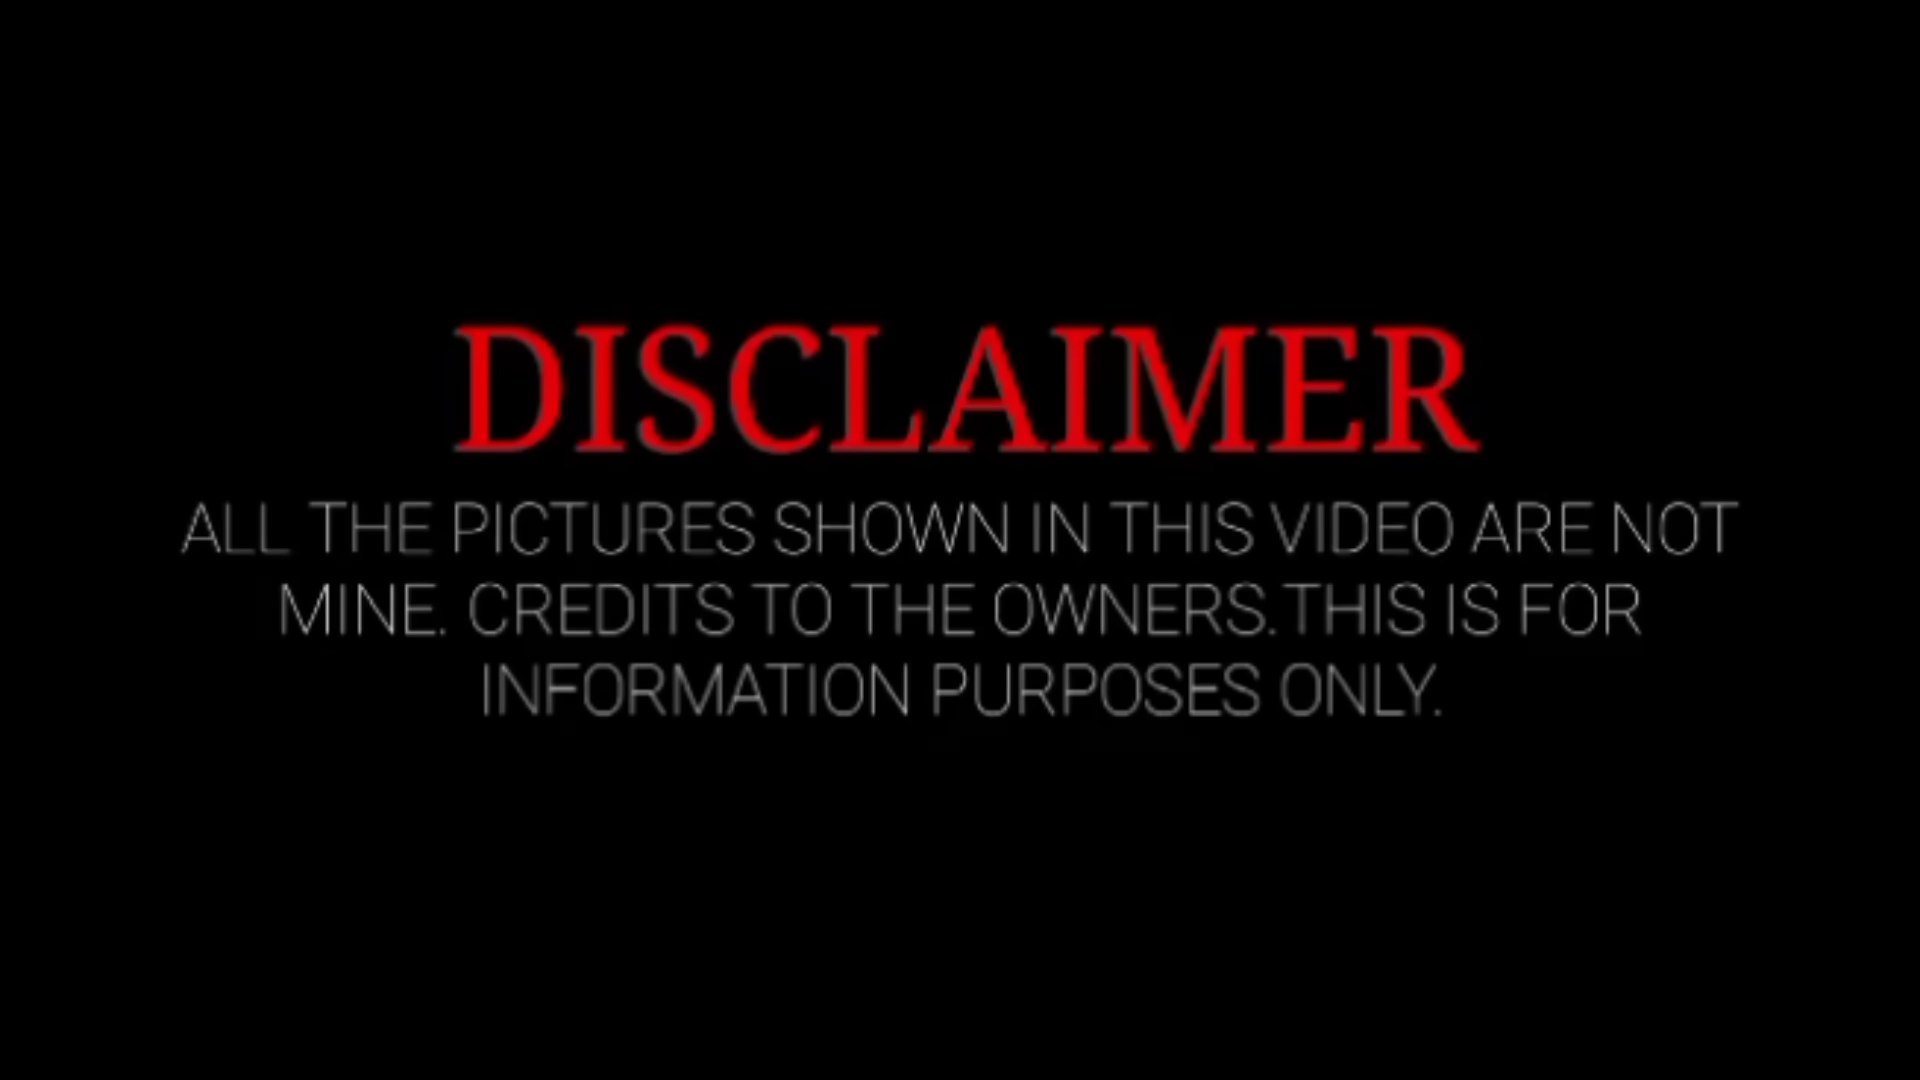 DISCLAIMER
ALL THE PICTURES SHOWN IN THIS VIDEO ARE NOT
MINE. CREDITS TO THE OWNERS.THIS IS FOR
INFORMATION PURPOSES ONLY.